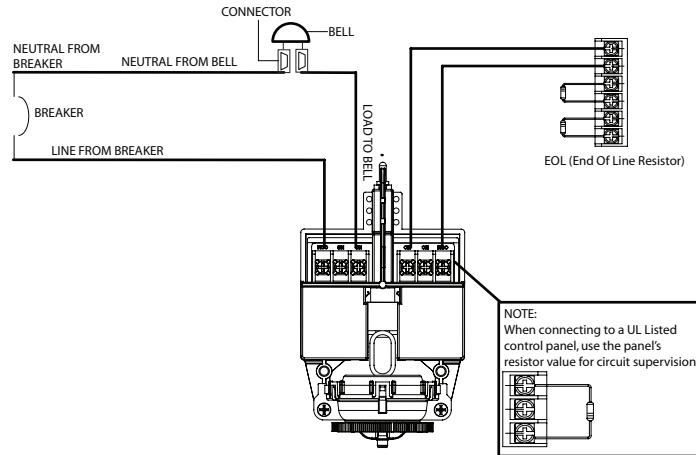 CONNECTOR
BELL
NEUTRAL FROM
BREAKER
NEUTRAL FROM BELL
BREAKER
LINE FROM BREAKER
LOAD TO BELL
EOL (End Of Line Resistor)
NOTE:
When connecting to a UL Listed
control panel, use the panel's
resistor value for circuit supervision